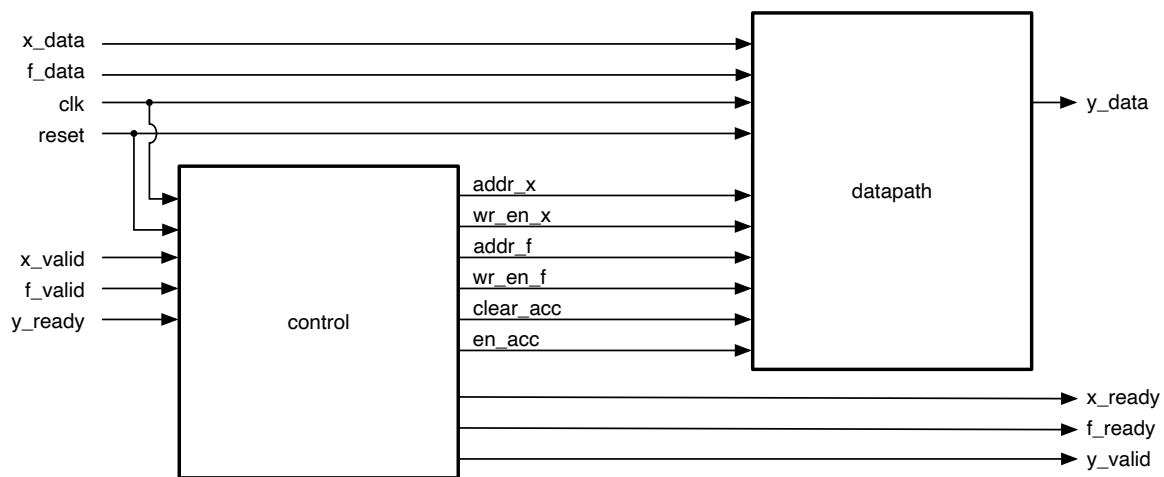 x_data
f_data
clk
reset
x_valid
f_valid
y_ready
control
addr_x
wr_en_x
addr_f
wr_en_f
clear_acc
en_acc
datapath
y_data
x_ready
f_ready
y_valid